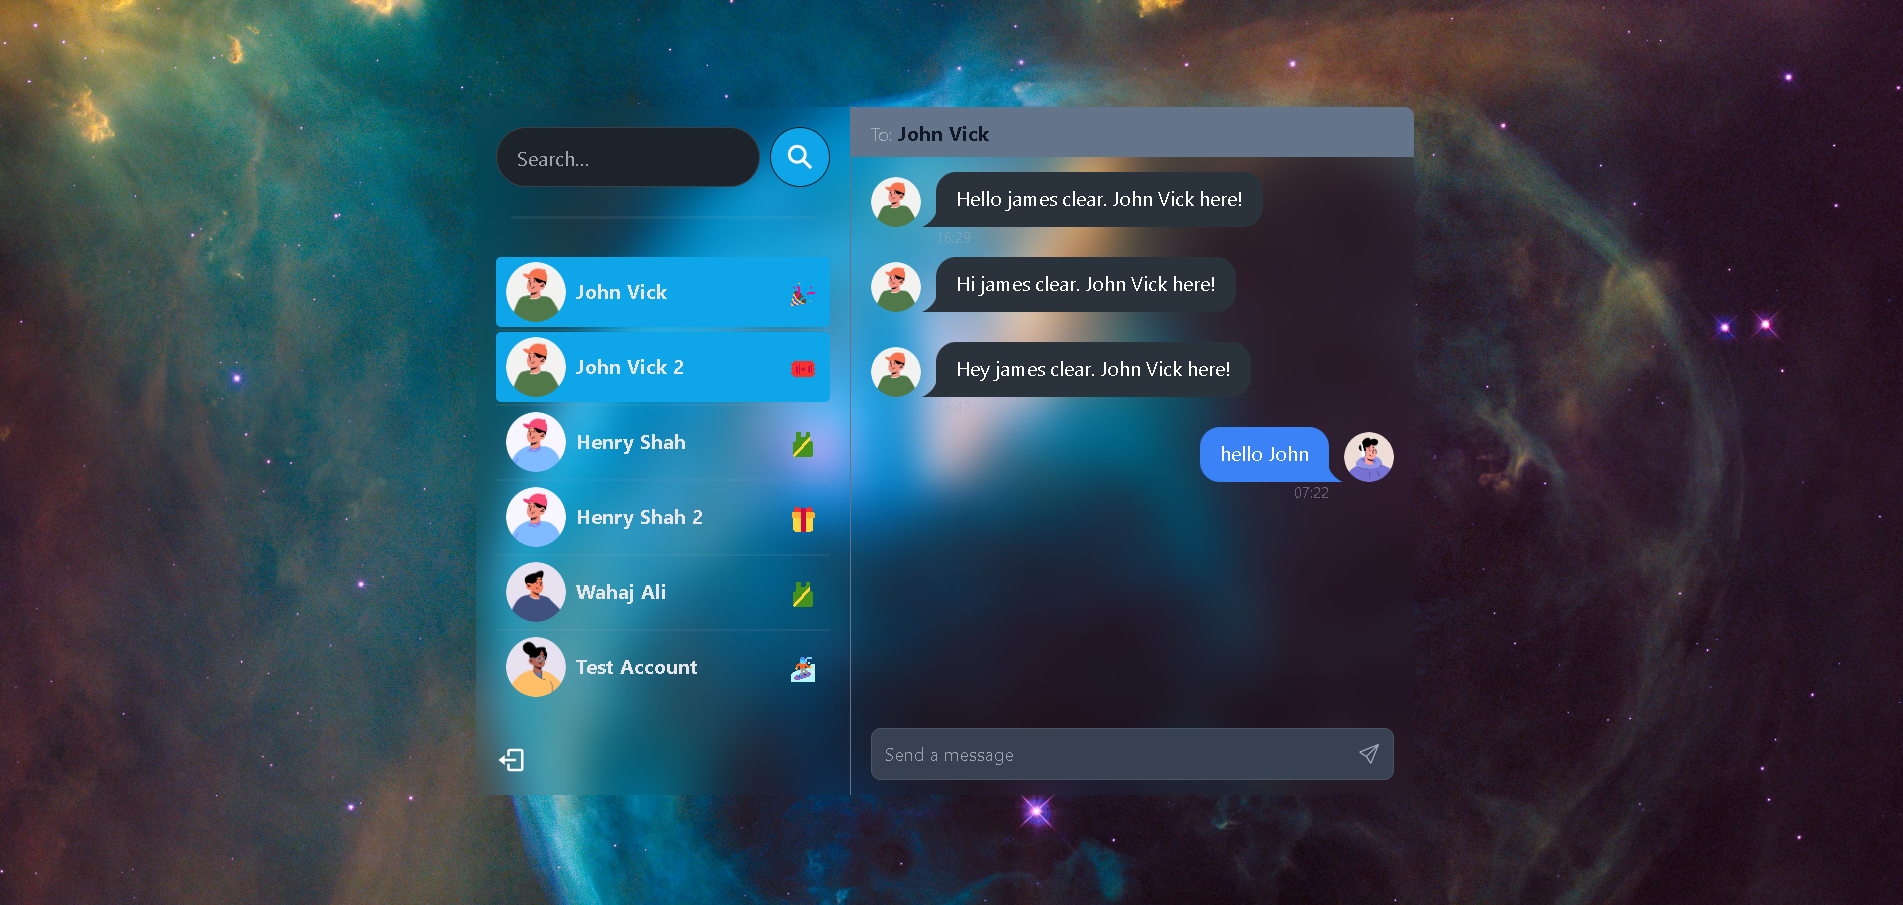 Search...
John Vick
John Vick 2
Henry Shah
Henry Shah 2
Wahaj Ali
Test Account
To: John Vick
Hello james clear. John Vick here!
16:29
Hi james clear. John Vick here!
Hey james clear. John Vick here!
16:42
hello John
07:22
Send a message